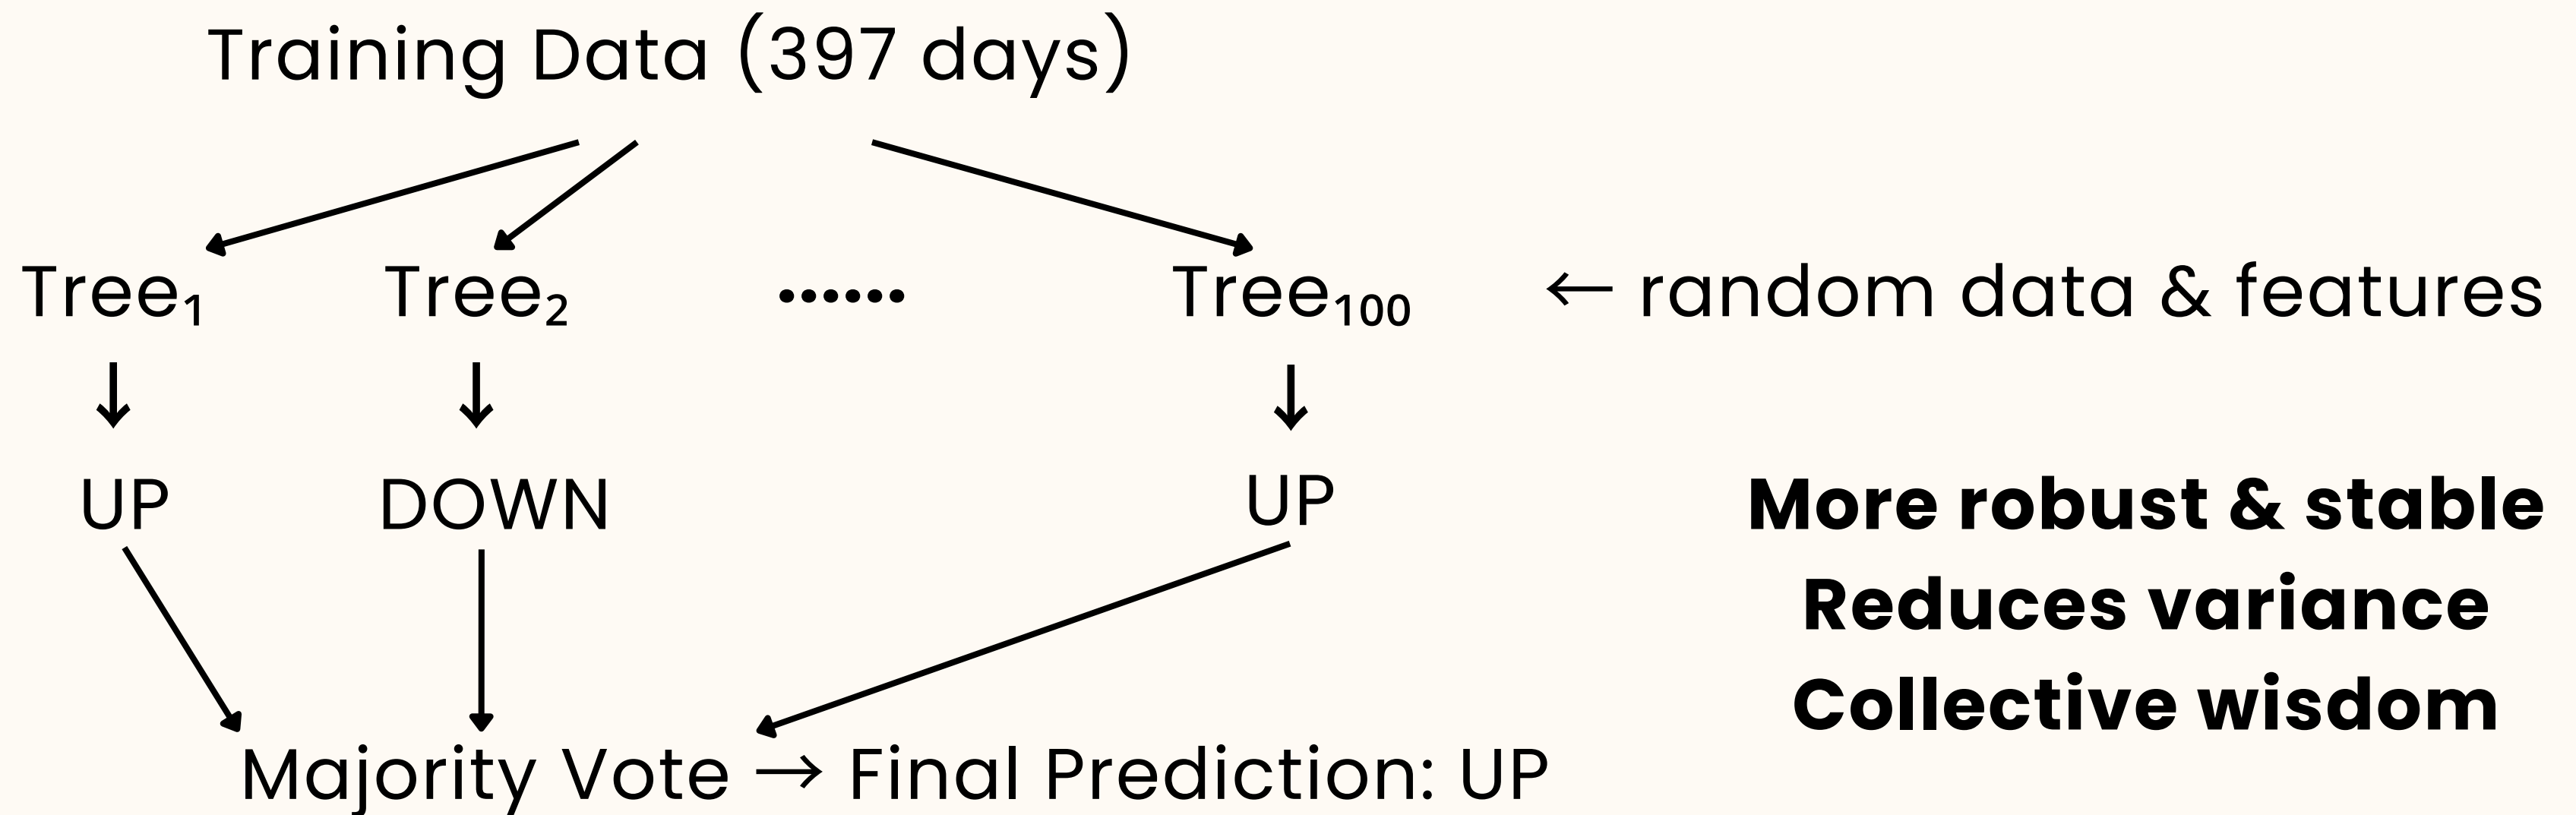 Training Data (397 days)
Tree₁ Tree₂ ...... Tree₁₀₀ ← random data & features
↓ ↓ ↓
UP DOWN UP
More robust & stable
Reduces variance
Collective wisdom
Majority Vote → Final Prediction: UP